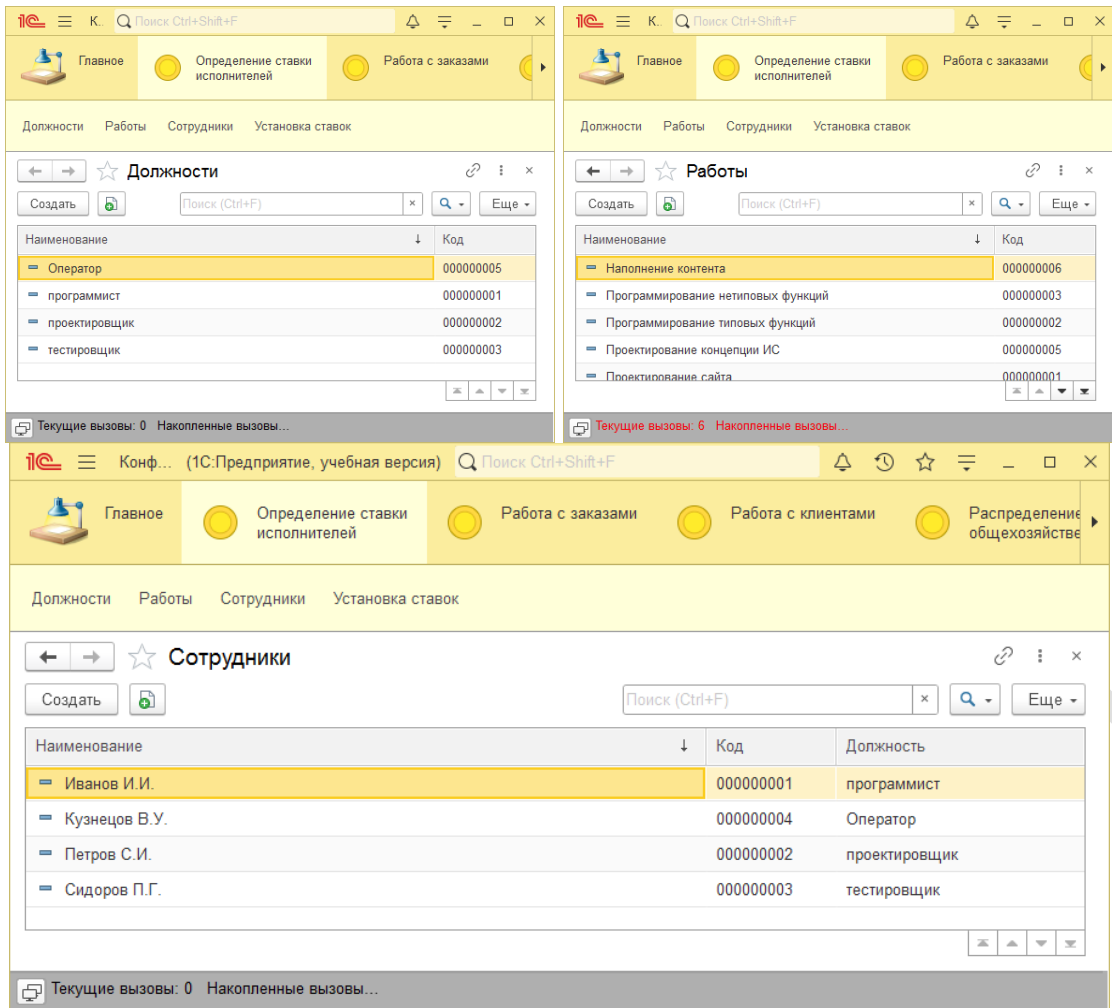 1С К.. Поиск Ctrl+Shift+F
Главное Определение ставки исполнителей Работа с заказами
Должности Работы Сотрудники Установка ставок
Должности
Создать Поиск (Ctrl+F) × Еще
Наименование ↓ Код
Оператор 000000005
программист 000000001
проектировщик 000000002
тестировщик 000000003
Текущие вызовы: 0 Накопленные вызовы...
1С К.. Поиск Ctrl+Shift+F
Главное Определение ставки исполнителей Работа с заказами
Должности Работы Сотрудники Установка ставок
Работы
Создать Поиск (Ctrl+F) × Еще
Наименование ↓ Код
Наполнение контента 000000006
Программирование нетиповых функций 000000003
Программирование типовых функций 000000002
Проектирование концепции ИС 000000005
Проектирование сайта 000000001
Текущие вызовы: 6 Накопленные вызовы...
1С Конф... (1С:Предприятие, учебная версия) Поиск Ctrl+Shift+F
Главное Определение ставки исполнителей Работа с заказами Работа с клиентами Распределение общехозяйстве
Должности Работы Сотрудники Установка ставок
Сотрудники
Создать Поиск (Ctrl+F) × Еще
Наименование ↓ Код Должность
Иванов И.И. 000000001 программист
Кузнецов В.У. 000000004 Оператор
Петров С.И. 000000002 проектировщик
Сидоров П.Г. 000000003 тестировщик
Текущие вызовы: 0 Накопленные вызовы...